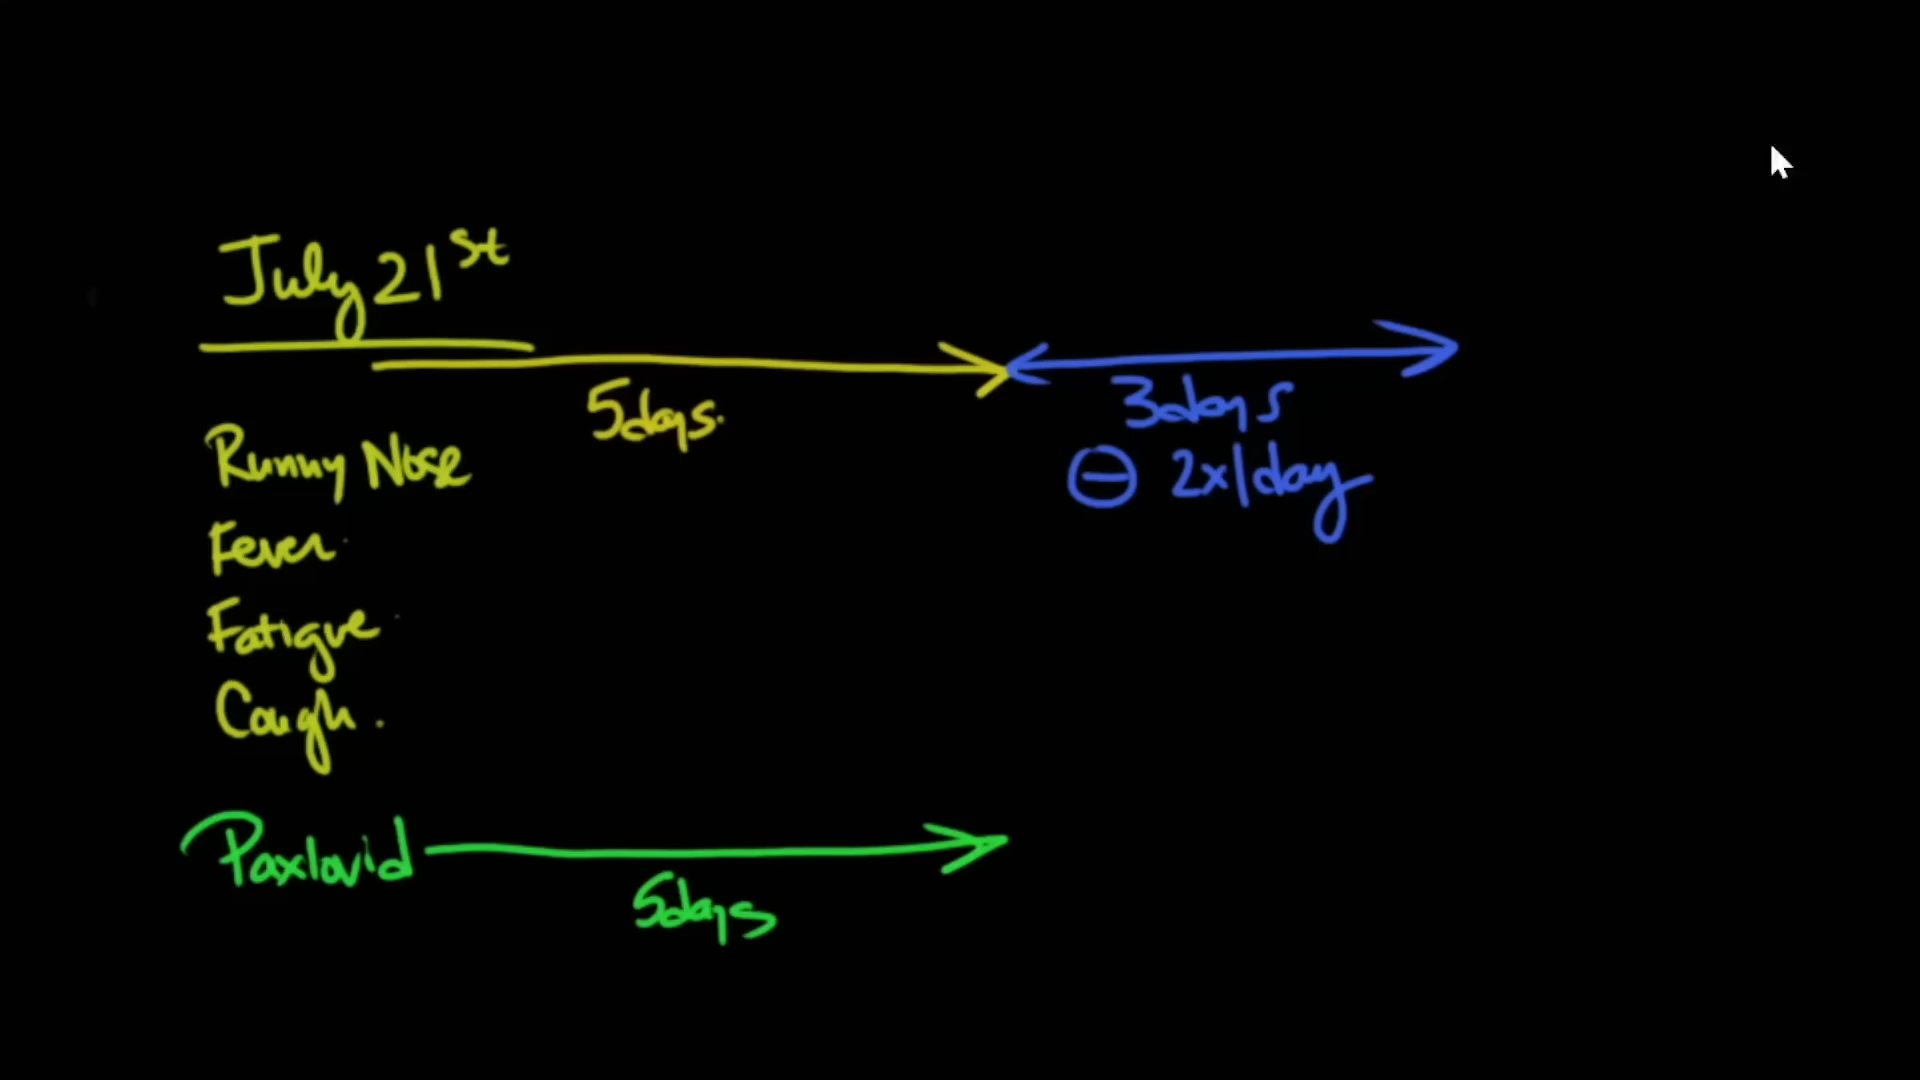 July 21st
5days.
3days
Runny Nose
⊖ 2x/day
Fever
Fatigue
Cough.
Paxlovid
5days